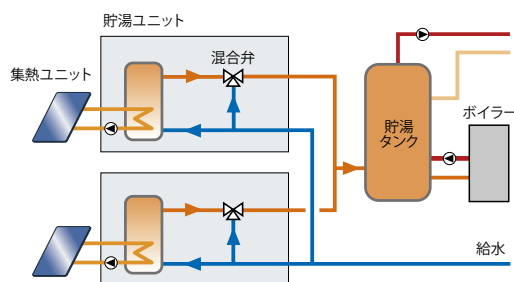 貯湯ユニット
混合弁
集熱ユニット
ボイラー
貯湯
タンク
給水